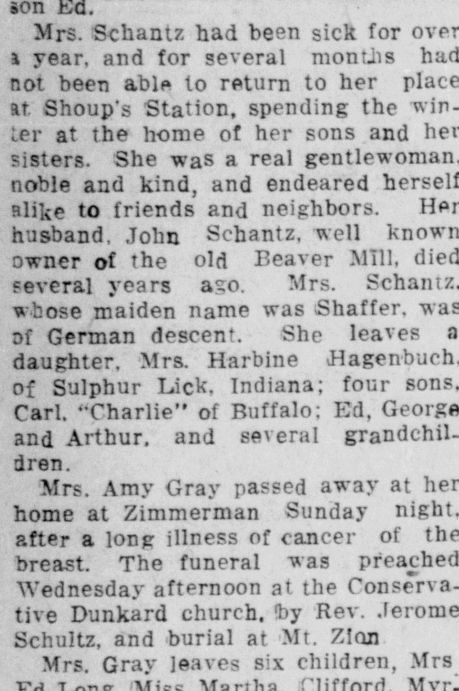 son Ed.
Mrs. Schantz had been sick for over
a year, and for several months had
not been able to return to her place
at Shoup's Station, spending the win-
ter at the home of her sons and her
sisters. She was a real gentlewoman,
noble and kind, and endeared herself
alike to friends and neighbors. Her
husband, John Schantz, well known
owner of the old Beaver Mill, died
several years ago. Mrs. Schantz,
whose maiden name was Shaffer, was
of German descent. She leaves a
daughter, Mrs. Harbine Hagenbuch,
of Sulphur Lick, Indiana; four sons,
Carl, "Charlie" of Buffalo; Ed, George
and Arthur, and several grandchil-
dren.
Mrs. Amy Gray passed away at her
home at Zimmerman Sunday night,
after a long illness of cancer of the
breast. The funeral was preached
Wednesday afternoon at the Conserva-
tive Dunkard church, by Rev. Jerome
Schultz, and burial at Mt. Zion
Mrs. Gray leaves six children, Mrs
Ed Long, Miss Martha, Clifford, Myr-